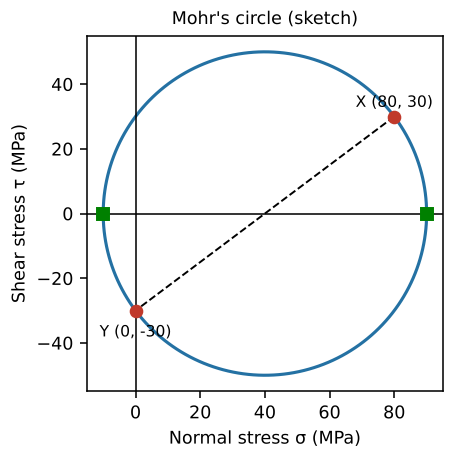 Mohr's circle (sketch)
Shear stress τ (MPa)
40
20
0
−20
−40
X (80, 30)
Y (0, -30)
0
20
40
60
80
Normal stress σ (MPa)